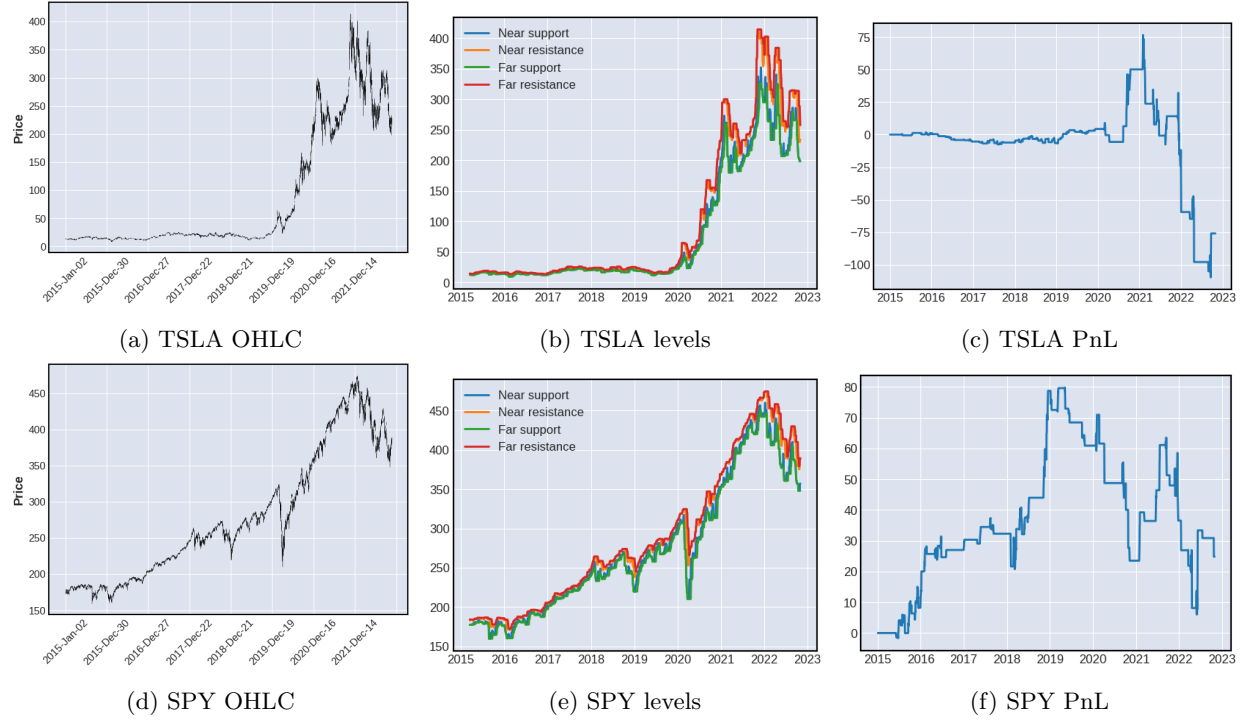 Price
400
350
300
250
200
150
100
50
0
2015-Jan-02
2015-Dec-30
2016-Dec-27
2017-Dec-22
2018-Dec-21
2019-Dec-19
2020-Dec-16
2021-Dec-14
(a) TSLA OHLC
Near support
Near resistance
Far support
Far resistance
400
350
300
250
200
150
100
50
0
2015 2016 2017 2018 2019 2020 2021 2022 2023
(b) TSLA levels
75
50
25
0
−25
−50
−75
−100
2015 2016 2017 2018 2019 2020 2021 2022 2023
(c) TSLA PnL
Price
450
400
350
300
250
200
150
2015-Jan-02
2015-Dec-30
2016-Dec-27
2017-Dec-22
2018-Dec-21
2019-Dec-19
2020-Dec-16
2021-Dec-14
(d) SPY OHLC
Near support
Near resistance
Far support
Far resistance
450
400
350
300
250
200
150
2015 2016 2017 2018 2019 2020 2021 2022 2023
(e) SPY levels
80
70
60
50
40
30
20
10
0
2015 2016 2017 2018 2019 2020 2021 2022 2023
(f) SPY PnL